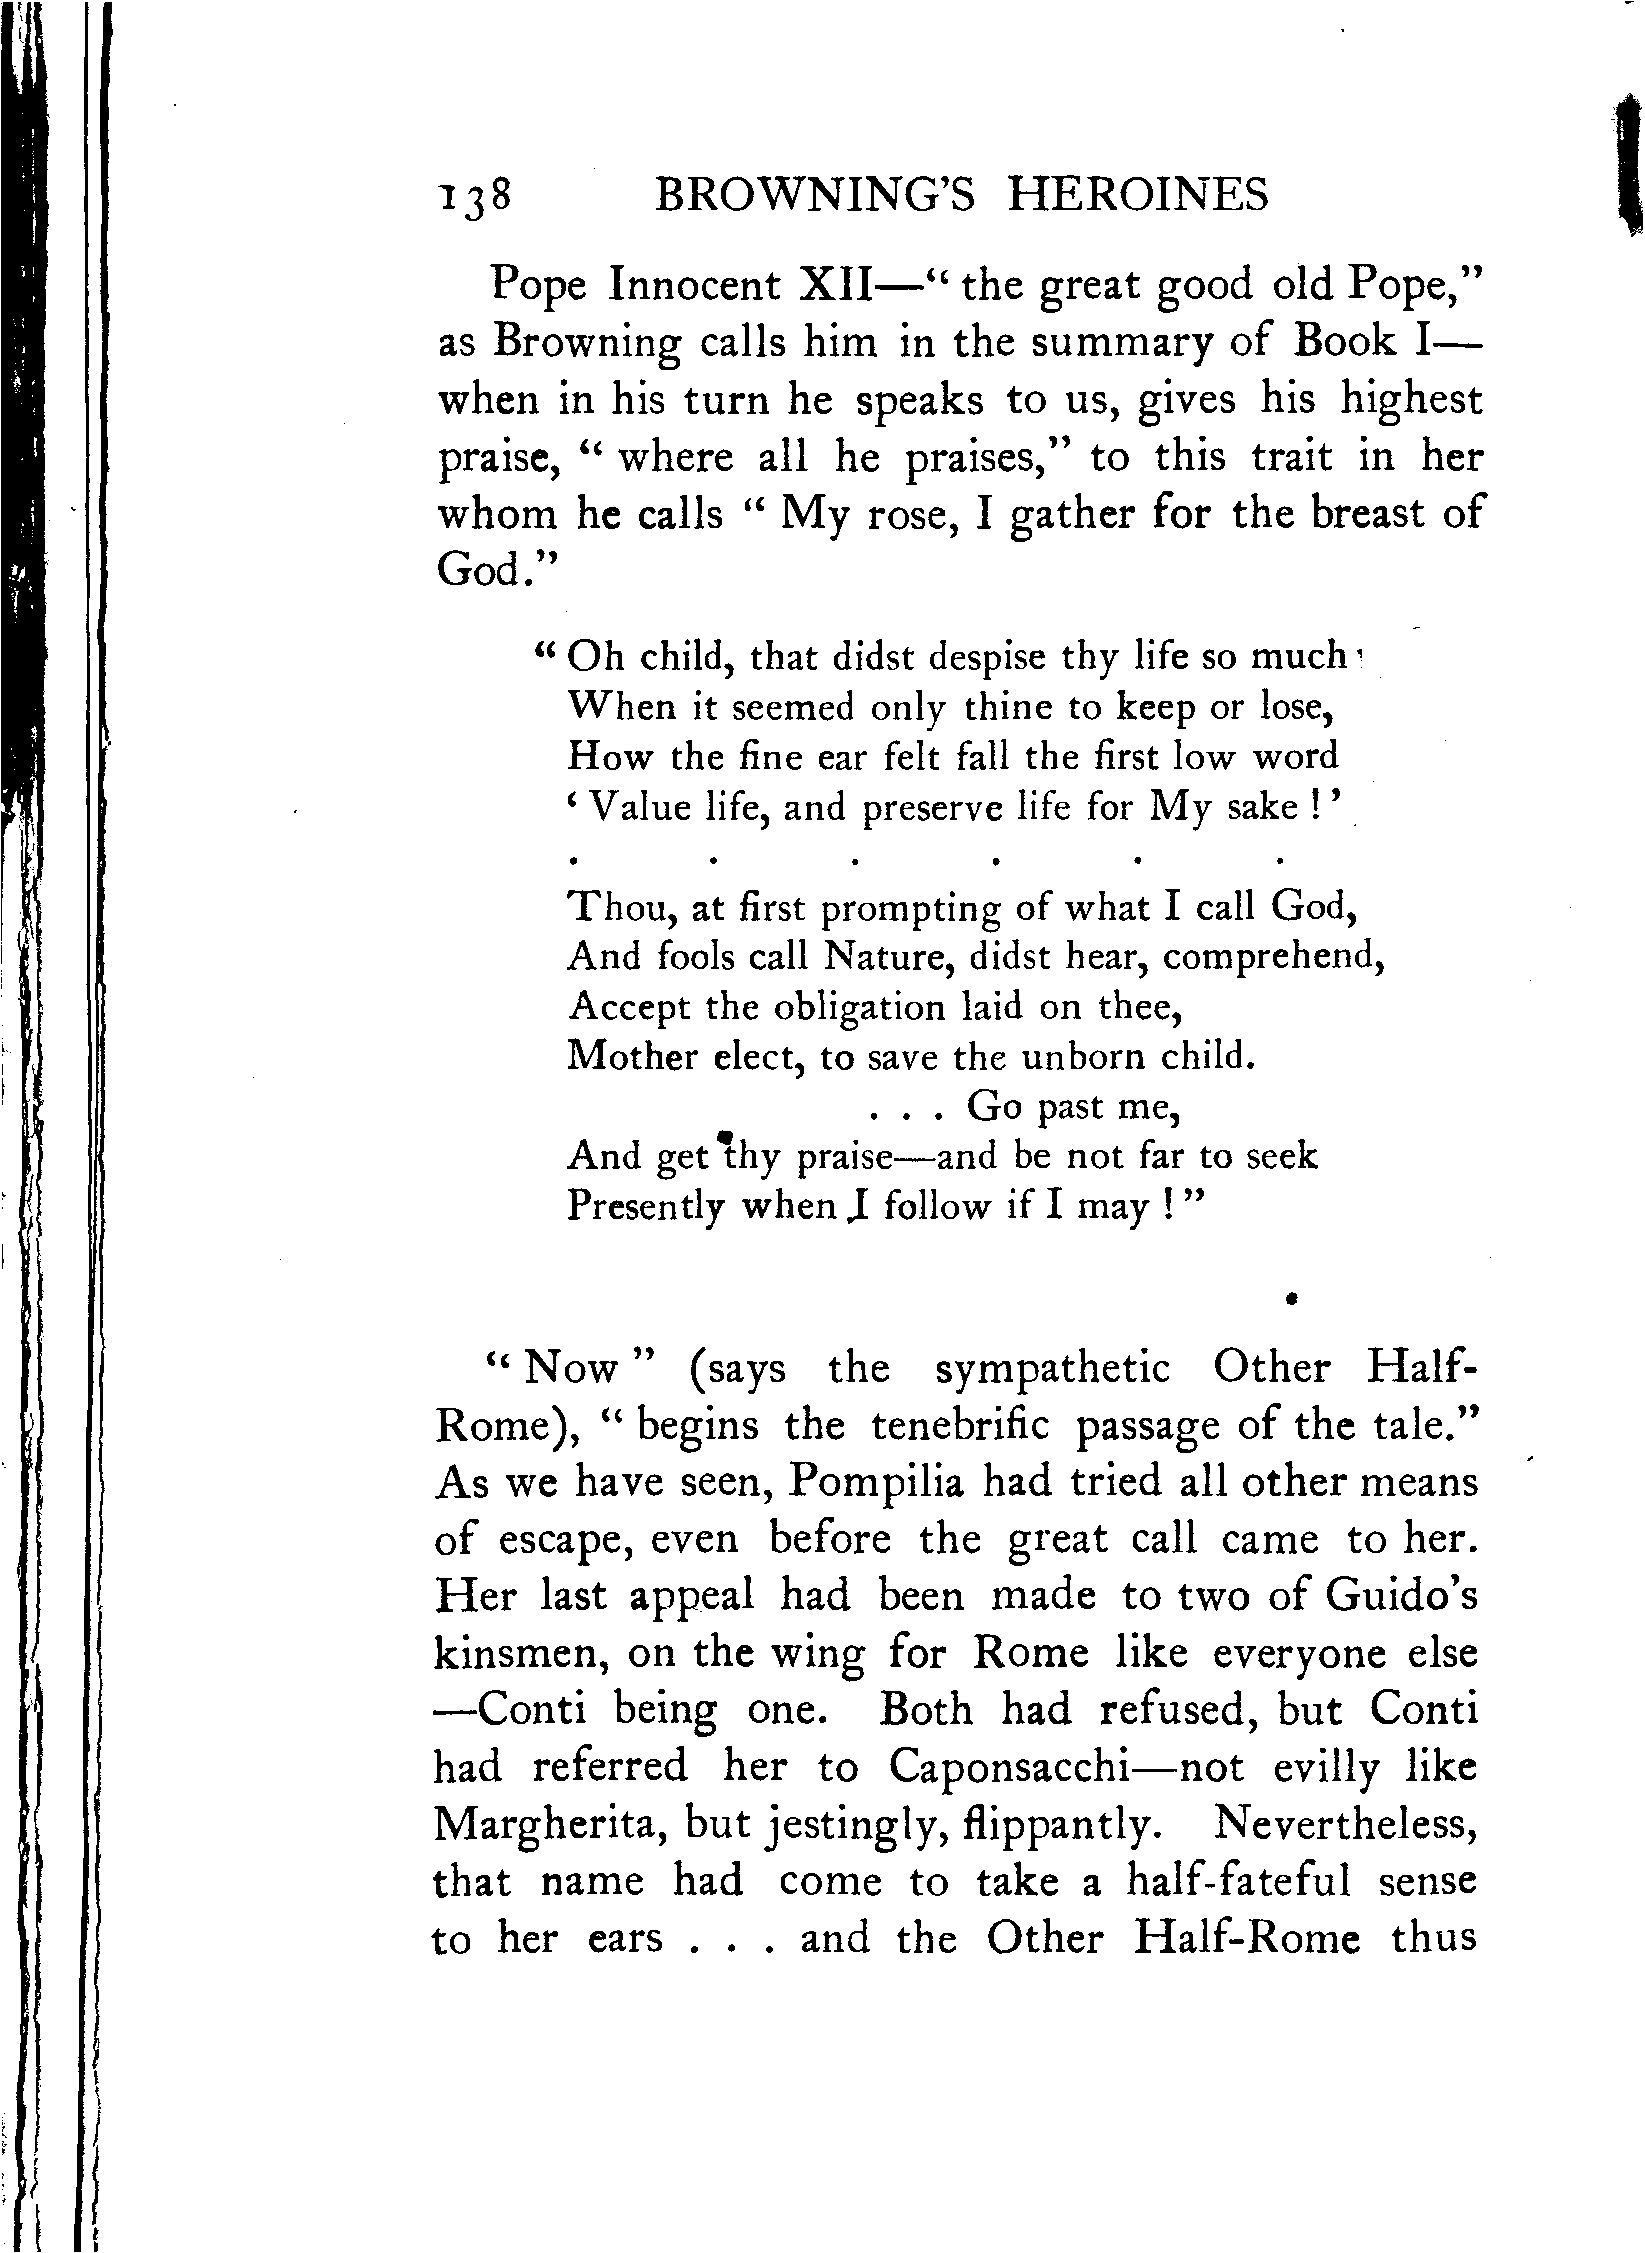 138 BROWNING'S HEROINES
Pope Innocent XII—“ the great good old Pope,”
as Browning calls him in the summary of Book I—
when in his turn he speaks to us, gives his highest
praise, “ where all he praises,” to this trait in her
whom he calls “ My rose, I gather for the breast of
God.”
“ Oh child, that didst despise thy life so much
When it seemed only thine to keep or lose,
How the fine ear felt fall the first low word
‘ Value life, and preserve life for My sake ! ’
. . . . . .
Thou, at first prompting of what I call God,
And fools call Nature, didst hear, comprehend,
Accept the obligation laid on thee,
Mother elect, to save the unborn child.
. . . Go past me,
And get thy praise—and be not far to seek
Presently when I follow if I may ! ”
“ Now ” (says the sympathetic Other Half-
Rome), “ begins the tenebrific passage of the tale.”
As we have seen, Pompilia had tried all other means
of escape, even before the great call came to her.
Her last appeal had been made to two of Guido's
kinsmen, on the wing for Rome like everyone else
—Conti being one. Both had refused, but Conti
had referred her to Caponsacchi—not evilly like
Margherita, but jestingly, flippantly. Nevertheless,
that name had come to take a half-fateful sense
to her ears . . . and the Other Half-Rome thus